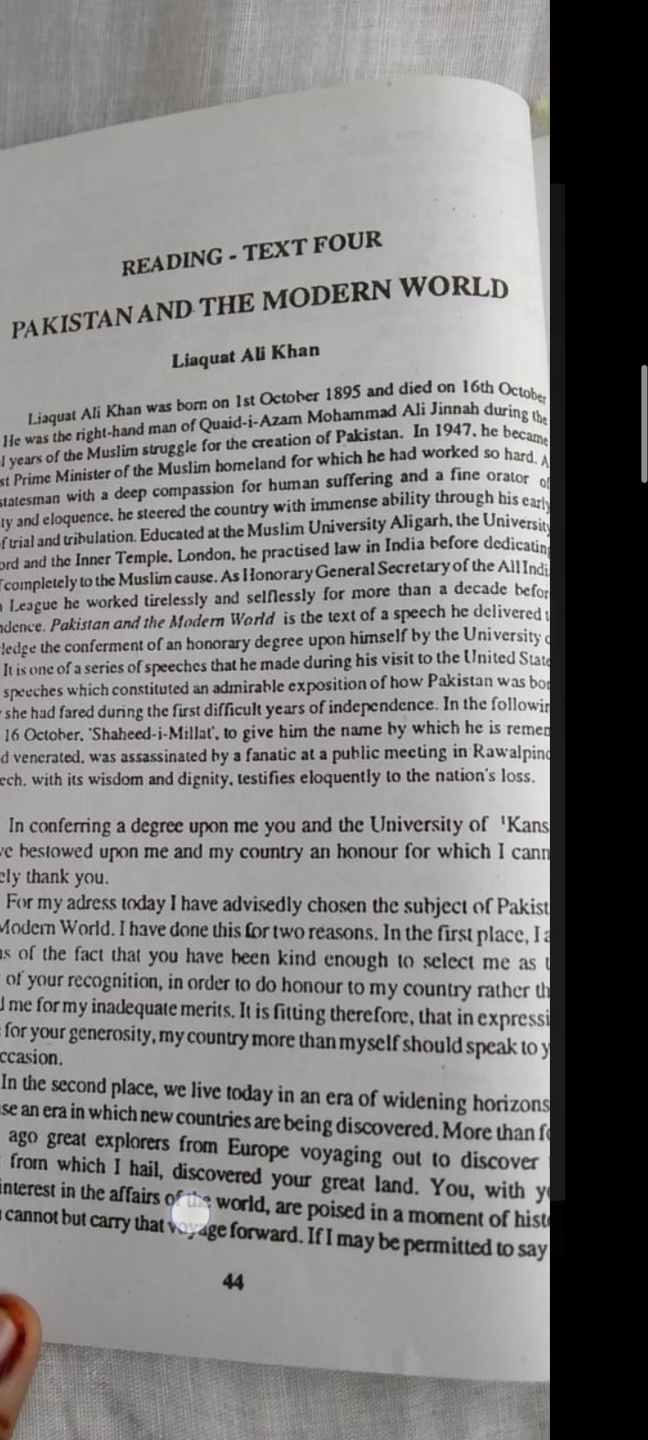 READING - TEXT FOUR
PAKISTAN AND THE MODERN WORLD
Liaquat Ali Khan
Liaquat Ali Khan was born on 1st October 1895 and died on 16th October
He was the right-hand man of Quaid-i-Azam Mohammad Ali Jinnah during the
years of the Muslim struggle for the creation of Pakistan. In 1947, he became
Prime Minister of the Muslim homeland for which he had worked so hard. A
statesman with a deep compassion for human suffering and a fine orator of
and eloquence, he steered the country with immense ability through his early
trial and tribulation. Educated at the Muslim University Aligarh, the University
and the Inner Temple, London, he practised law in India before dedicating
completely to the Muslim cause. As Honorary General Secretary of the All Indi
League he worked tirelessly and selflessly for more than a decade befor
Pakistan and the Modern World is the text of a speech he delivered
the conferment of an honorary degree upon himself by the University
It is one of a series of speeches that he made during his visit to the United State
speeches which constituted an admirable exposition of how Pakistan was bo
she had fared during the first difficult years of independence. In the followin
16 October, 'Shaheed-i-Millat', to give him the name by which he is remem
d venerated, was assassinated by a fanatic at a public meeting in Rawalpind
ech, with its wisdom and dignity, testifies eloquently to the nation's loss.
In conferring a degree upon me you and the University of ¹Kans
ve bestowed upon me and my country an honour for which I cann
ely thank you.
For my adress today I have advisedly chosen the subject of Pakist
Modern World. I have done this for two reasons. In the first place, I a
us of the fact that you have been kind enough to select me as t
of your recognition, in order to do honour to my country rather th
me for my inadequate merits. It is fitting therefore, that in expressi
for your generosity, my country more than myself should speak to y
ccasion.
In the second place, we live today in an era of widening horizons
se an era in which new countries are being discovered. More than fo
ago great explorers from Europe voyaging out to discover
from which I hail, discovered your great land. You, with yo
interest in the affairs of the world, are poised in a moment of histo
cannot but carry that voyage forward. If I may be permitted to say
44